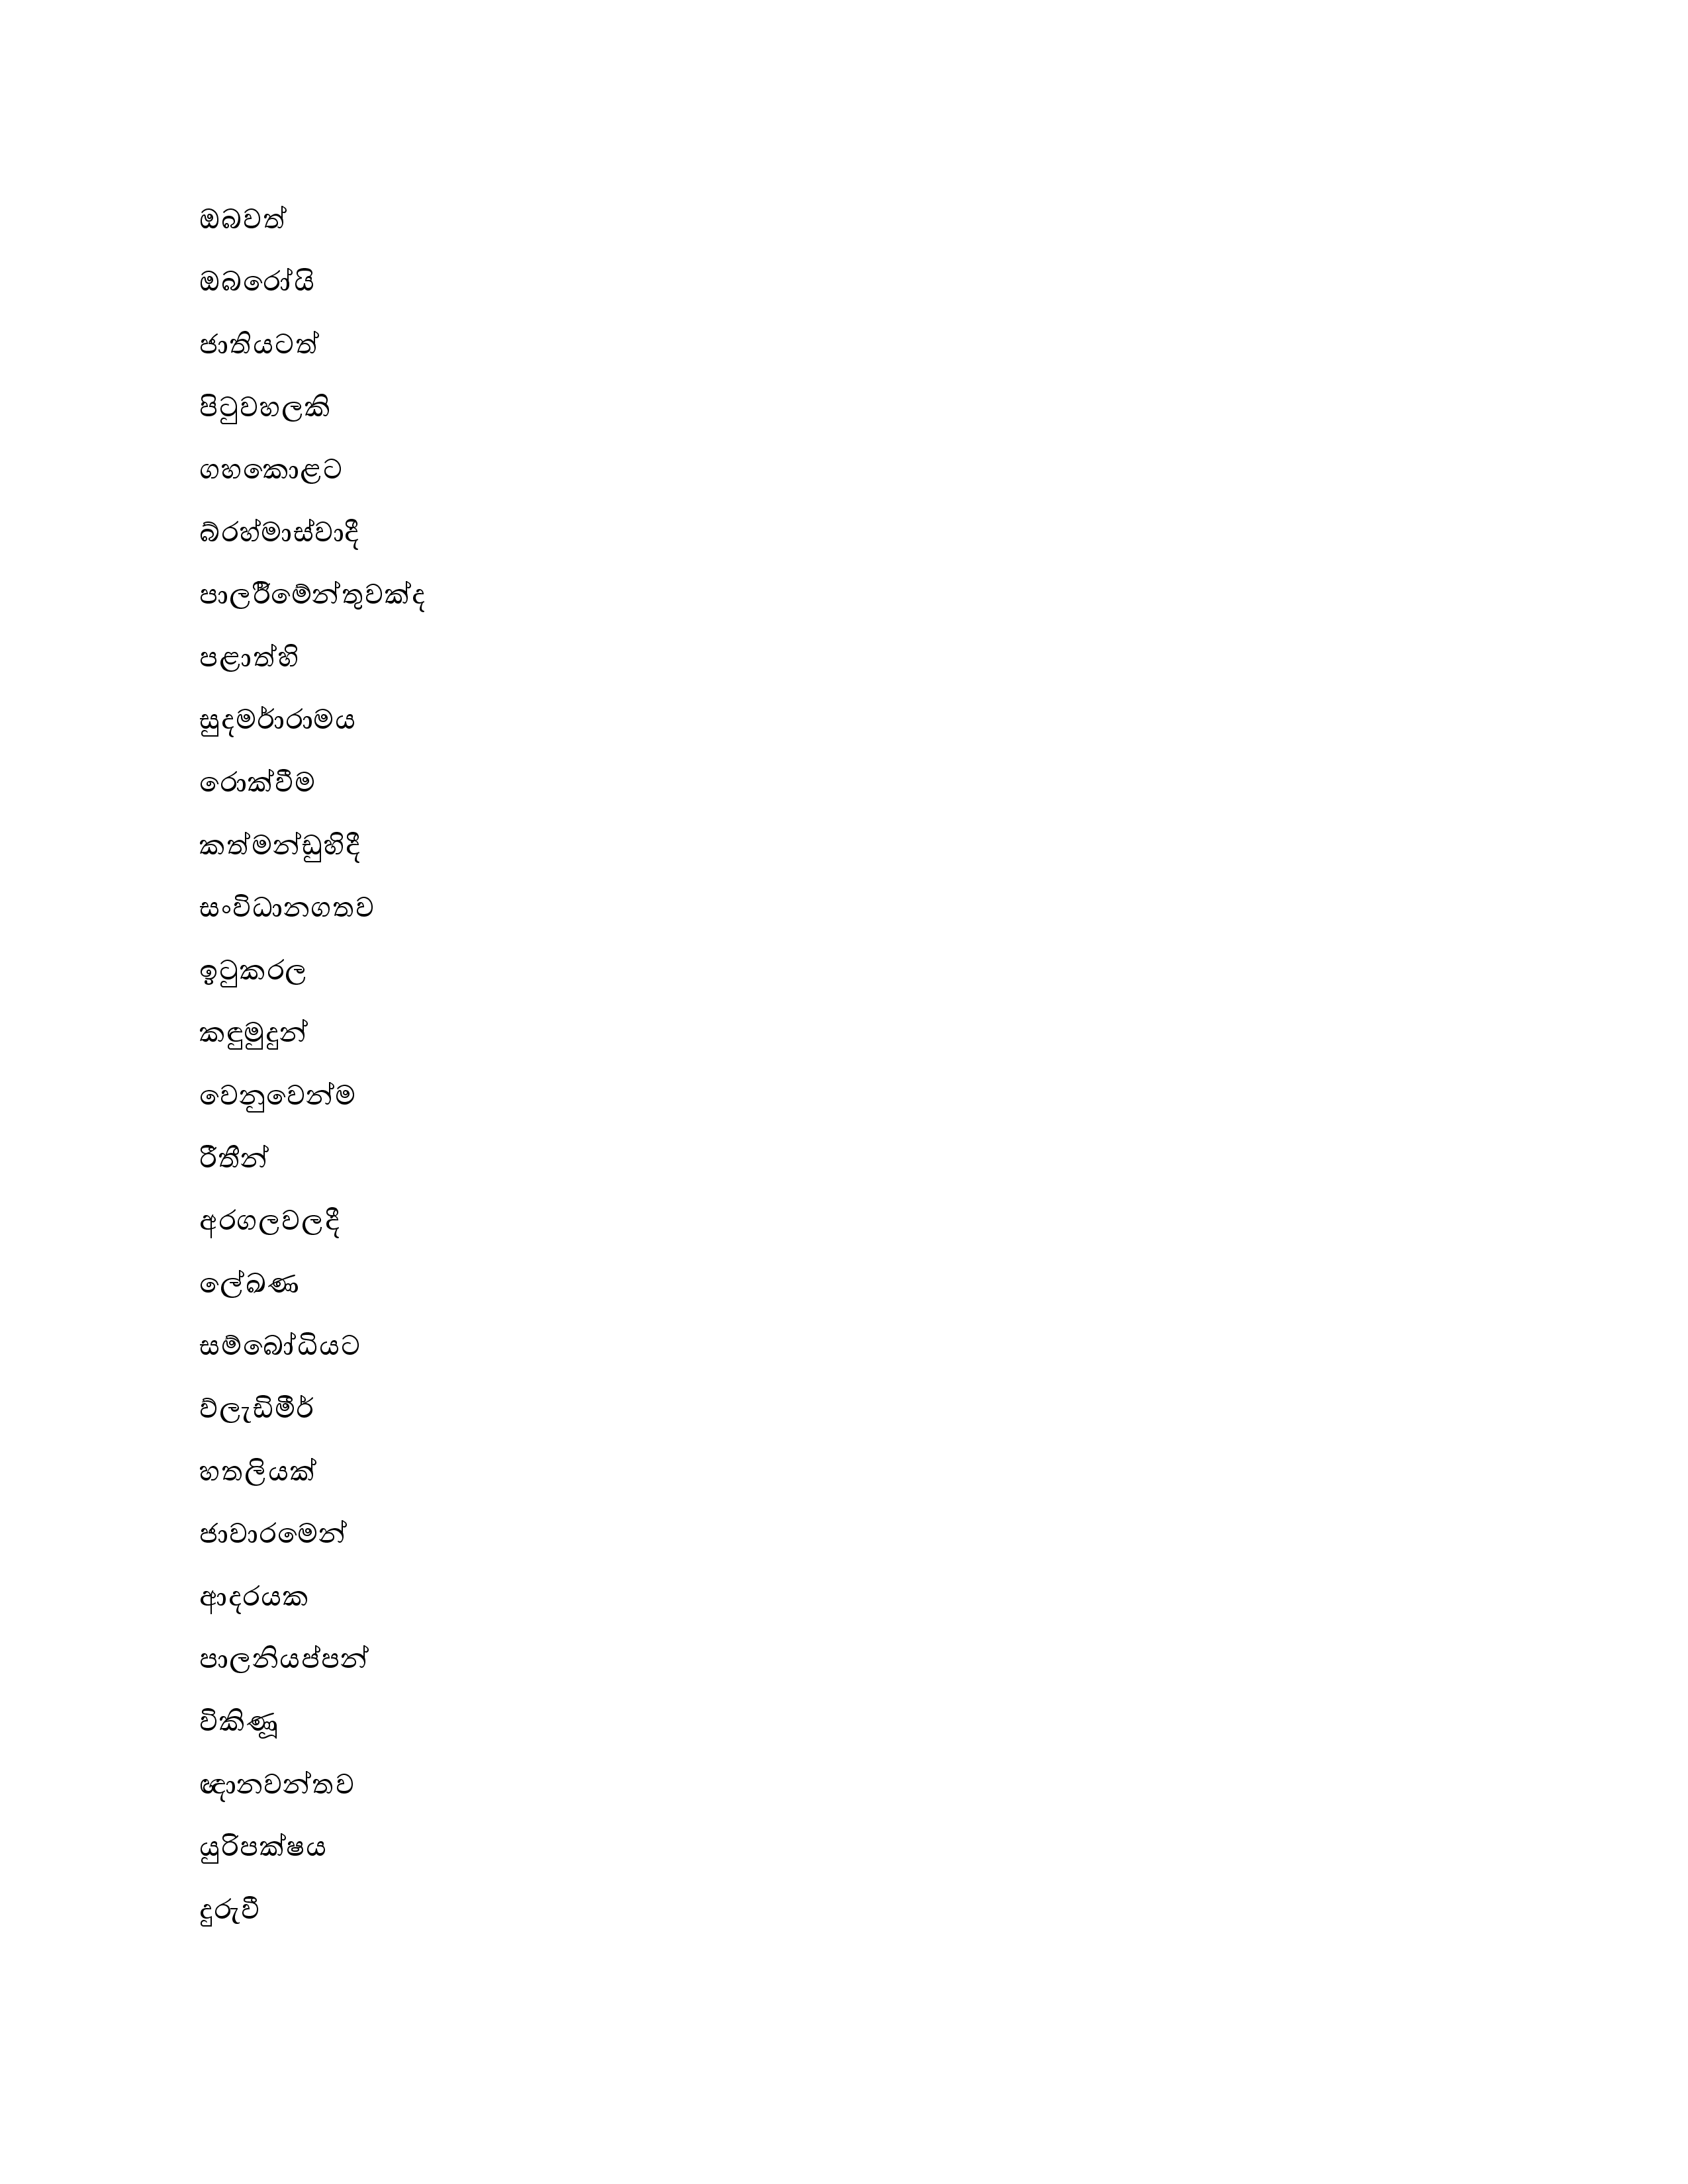 ඔබවත්
ඔබරෝයි
ජාතියටත්
පිටුවහලකි
ගහකොළට
බ්රහ්මාස්වාදී
පාලර්‍රිමේන්තුවක්ද
පළාත්හි
සුදමර්‍ාරාමය
රොක්වීම
කත්මන්ඩුහිදී
සංවිධානගතව
ඉටුකරල
කඳුමුදුන්
වෙනුවෙන්ම
රීතීන්
අරගලවලදී
ලේඛණ
සම්බෝධියට
ව්ලැඩිමීර්
හතලියක්
ජාවාරමෙන්
ආදරයක
පාලනියප්පන්
විකිණූ
ඥානවන්තව
යුරිපක්ෂය
දුරුවී